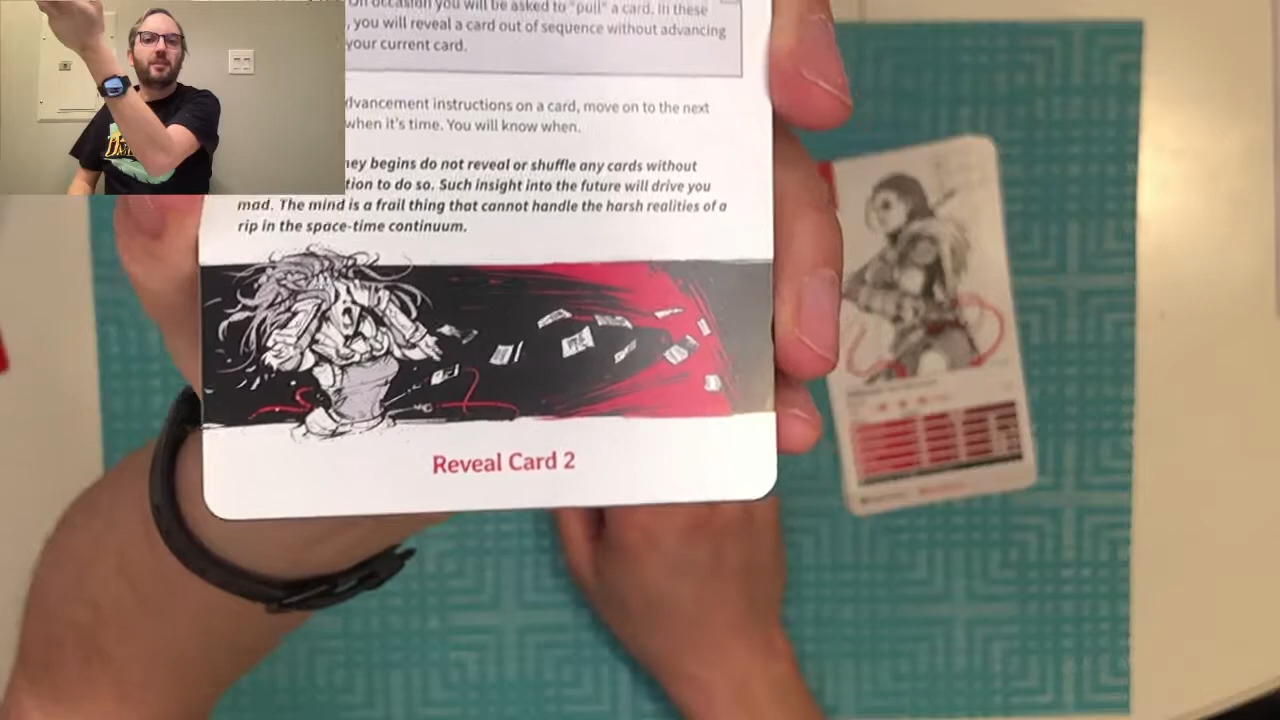 On occasion you will be asked to "pull" a card. In these
, you will reveal a card out of sequence without advancing
your current card.
dvancement instructions on a card, move on to the next
when it's time. You will know when.
ney begins do not reveal or shuffle any cards without
tion to do so. Such insight into the future will drive you
mad. The mind is a frail thing that cannot handle the harsh realities of a
rip in the space-time continuum.
Reveal Card 2